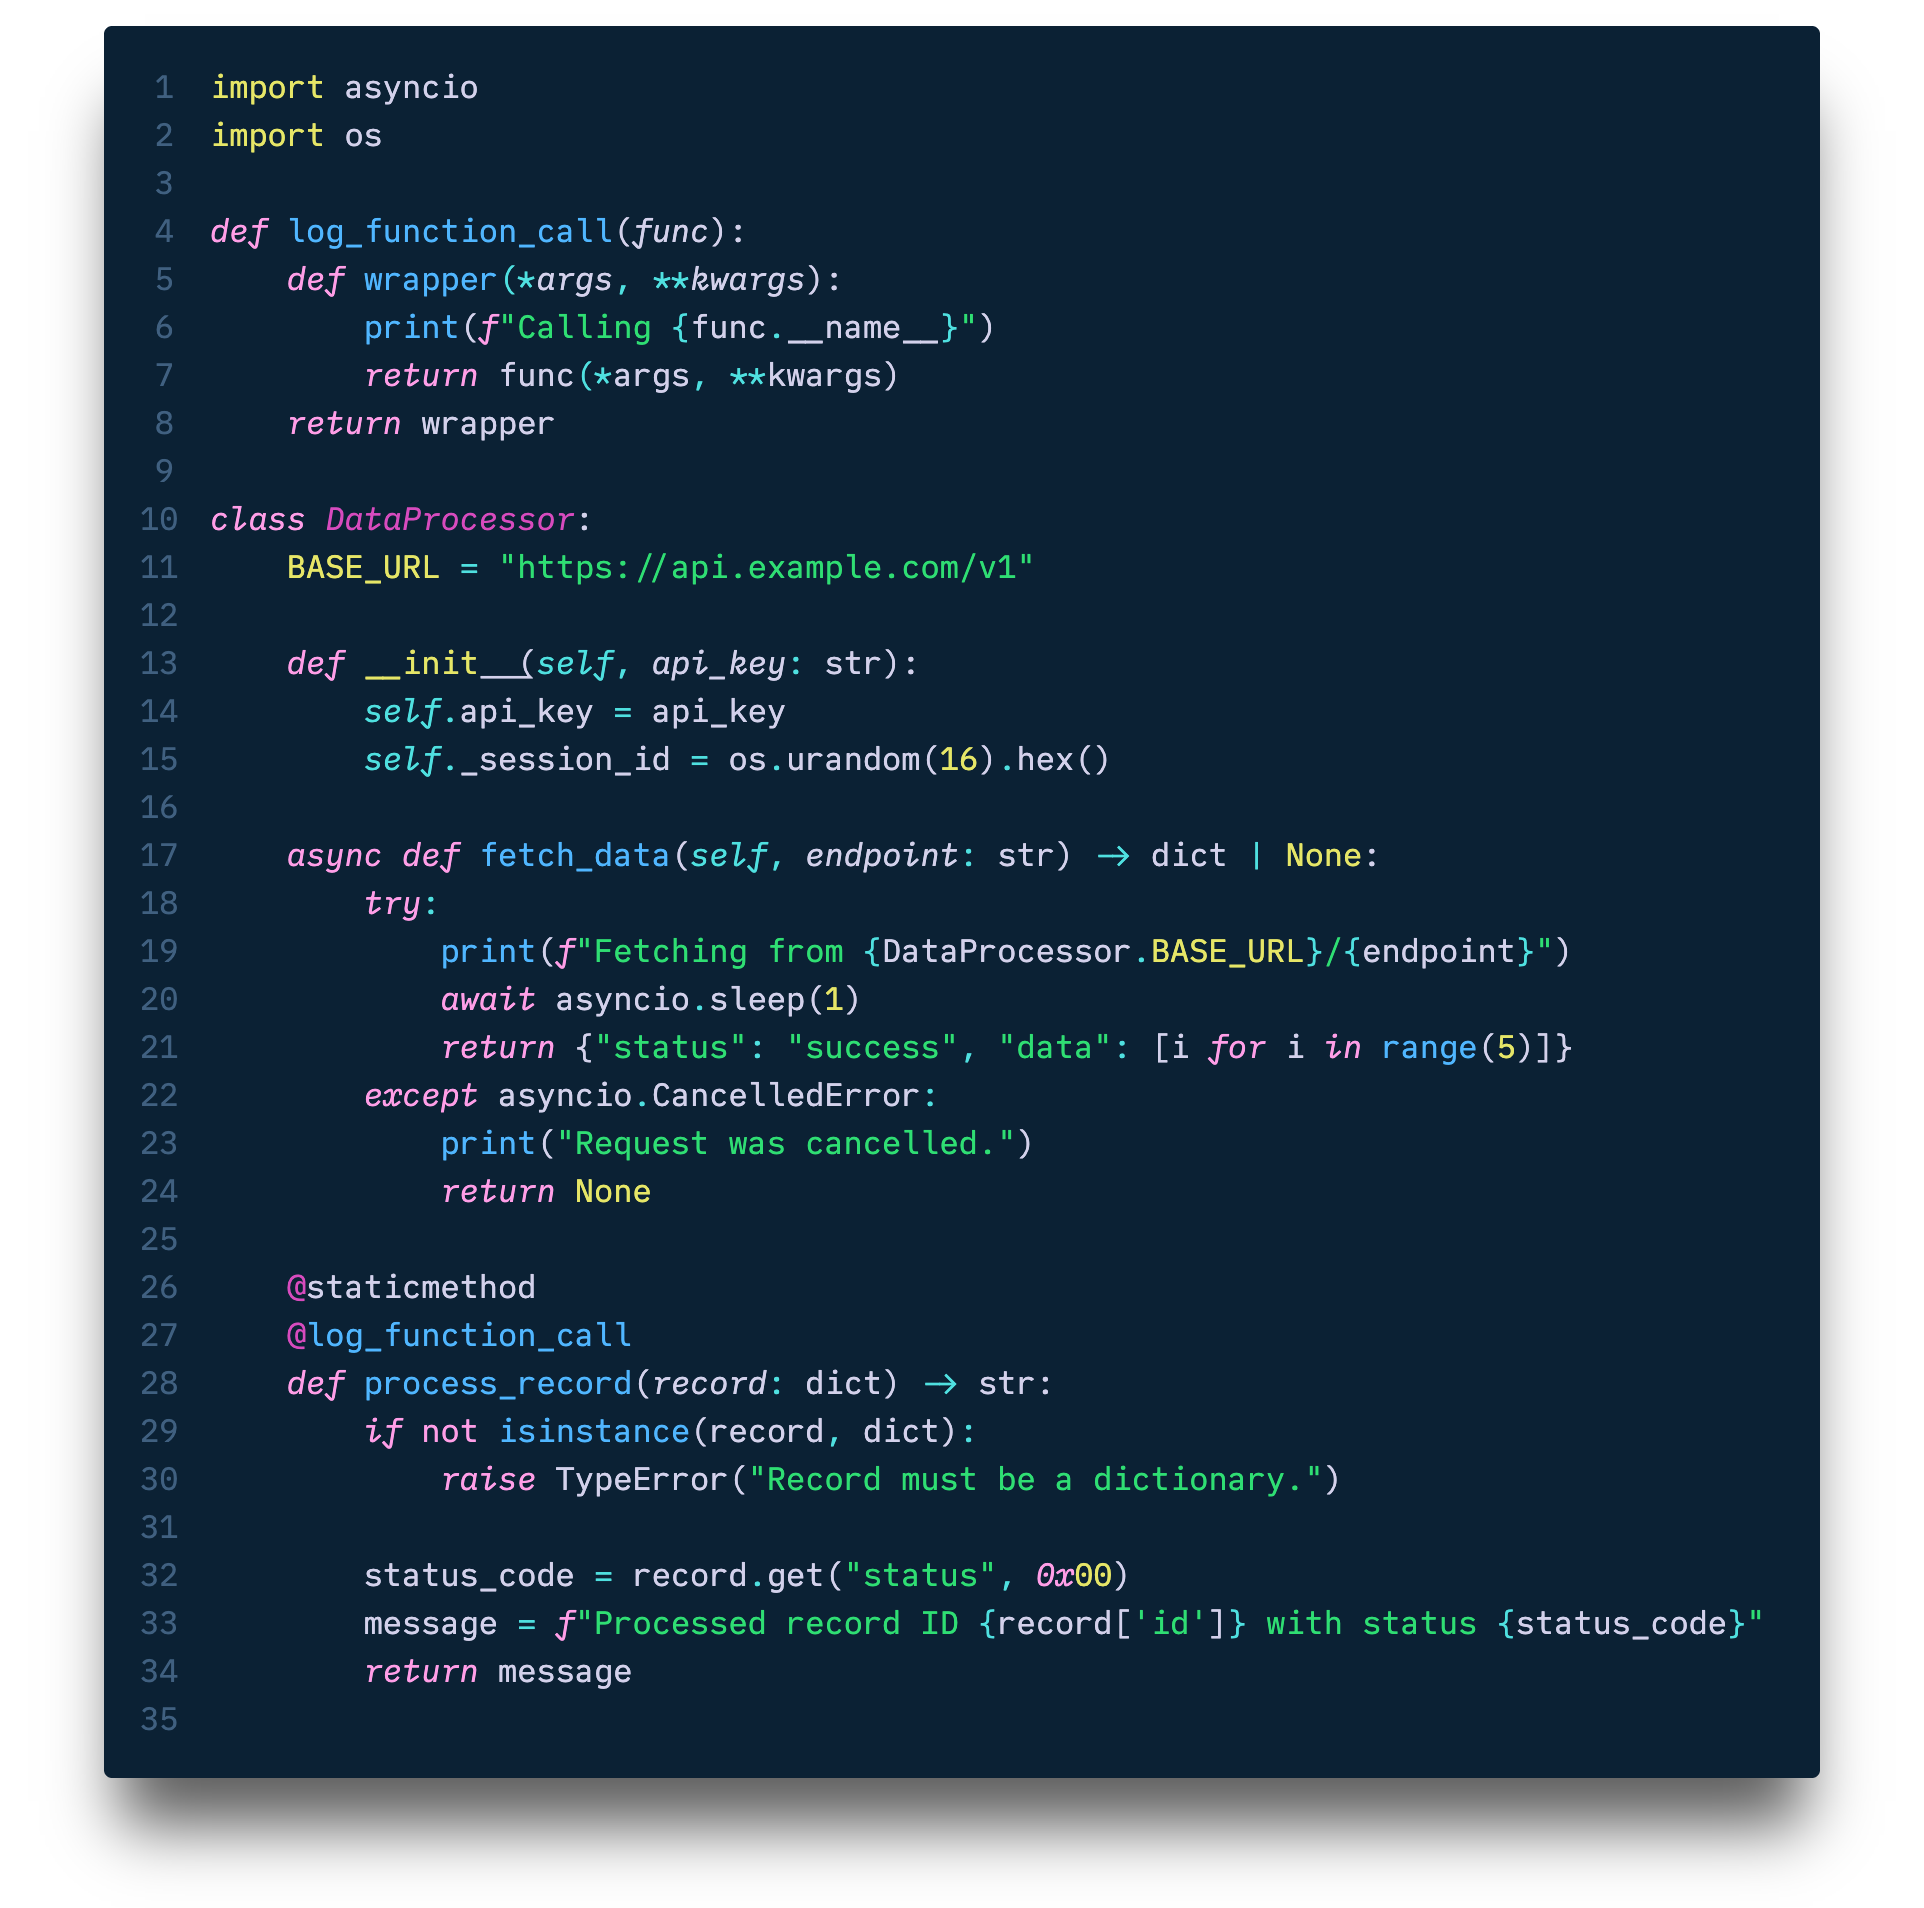 1 import asyncio
2 import os
3
4 def log_function_call(func):
5     def wrapper(*args, **kwargs):
6         print(f"Calling {func.__name__}")
7         return func(*args, **kwargs)
8     return wrapper
9
10 class DataProcessor:
11     BASE_URL = "https://api.example.com/v1"
12
13     def __init__(self, api_key: str):
14         self.api_key = api_key
15         self._session_id = os.urandom(16).hex()
16
17     async def fetch_data(self, endpoint: str) -> dict | None:
18         try:
19             print(f"Fetching from {DataProcessor.BASE_URL}/{endpoint}")
20             await asyncio.sleep(1)
21             return {"status": "success", "data": [i for i in range(5)]}
22         except asyncio.CancelledError:
23             print("Request was cancelled.")
24             return None
25
26     @staticmethod
27     @log_function_call
28     def process_record(record: dict) -> str:
29         if not isinstance(record, dict):
30             raise TypeError("Record must be a dictionary.")
31
32         status_code = record.get("status", 0x00)
33         message = f"Processed record ID {record['id']} with status {status_code}"
34         return message
35